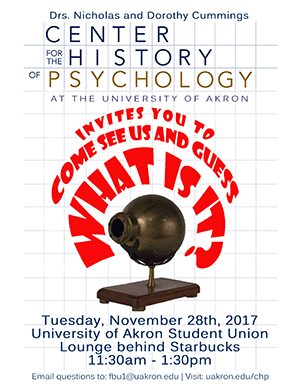 Drs. Nicholas and Dorothy Cummings
CENTER
FOR THE HISTORY
OF PSYCHOLOGY
AT THE UNIVERSITY OF AKRON
INVITES YOU TO
COME SEE US AND GUESS
WHAT IS IT?
Tuesday, November 28th, 2017
University of Akron Student Union
Lounge behind Starbucks
11:30am - 1:30pm
Email questions to: fbu1@uakron.edu | Visit: uakron.edu/chp